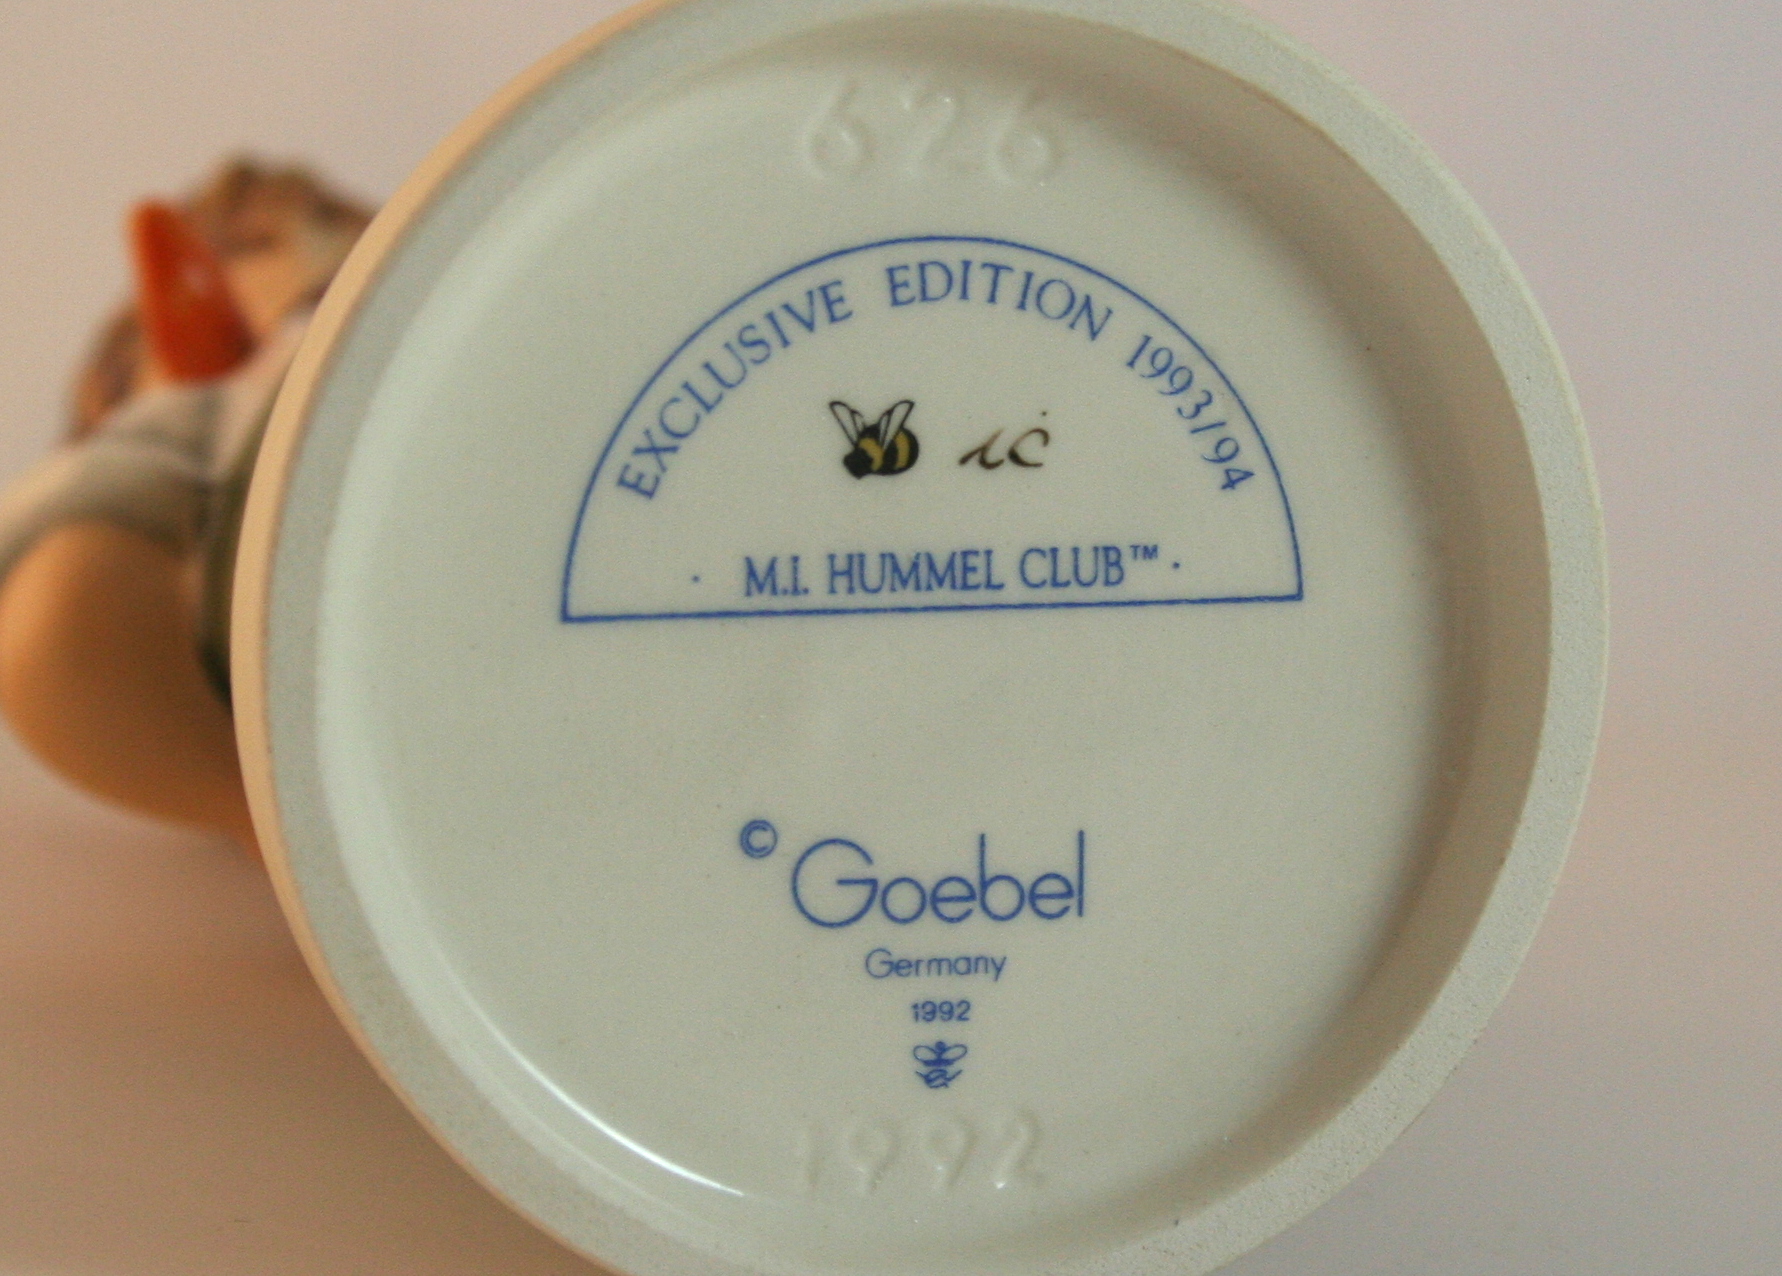 626
EXCLUSIVE EDITION 1993/94
· M.I. HUMMEL CLUB™ ·
© Goebel
Germany
1992
1992